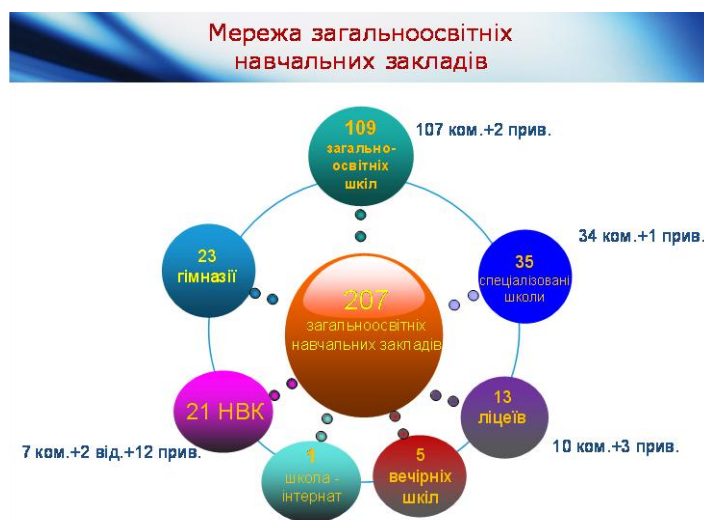 Мережа загальноосвітніх
навчальних закладів
109
загально-
освітніх
шкіл
107 ком.+2 прив.
34 ком.+1 прив.
35
спеціалізовані
школи
23
гімназії
207
загальноосвітніх
навчальних закладів
13
ліцеїв
10 ком.+3 прив.
21 НВК
7 ком.+2 від.+12 прив.
1
школа -
інтернат
5
вечірніх
шкіл